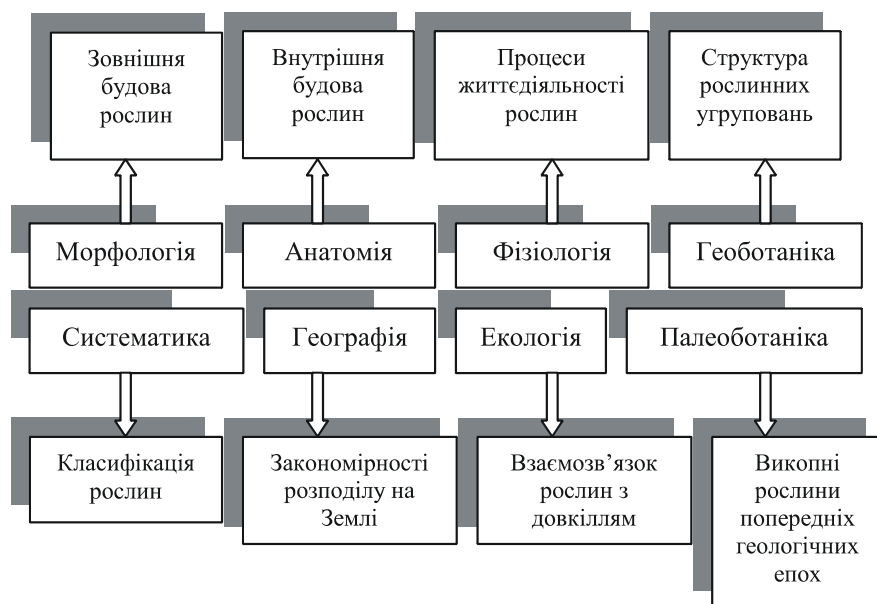 Зовнішня
будова
рослин
Внутрішня
будова
рослин
Процеси
життєдіяльності
рослин
Структура
рослинних
угруповань
Морфологія
Анатомія
Фізіологія
Геоботаніка
Систематика
Географія
Екологія
Палеоботаніка
Класифікація
рослин
Закономірності
розподілу на
Землі
Взаємозв’язок
рослин з
довкіллям
Викопні
рослини
попередніх
геологічних
епох